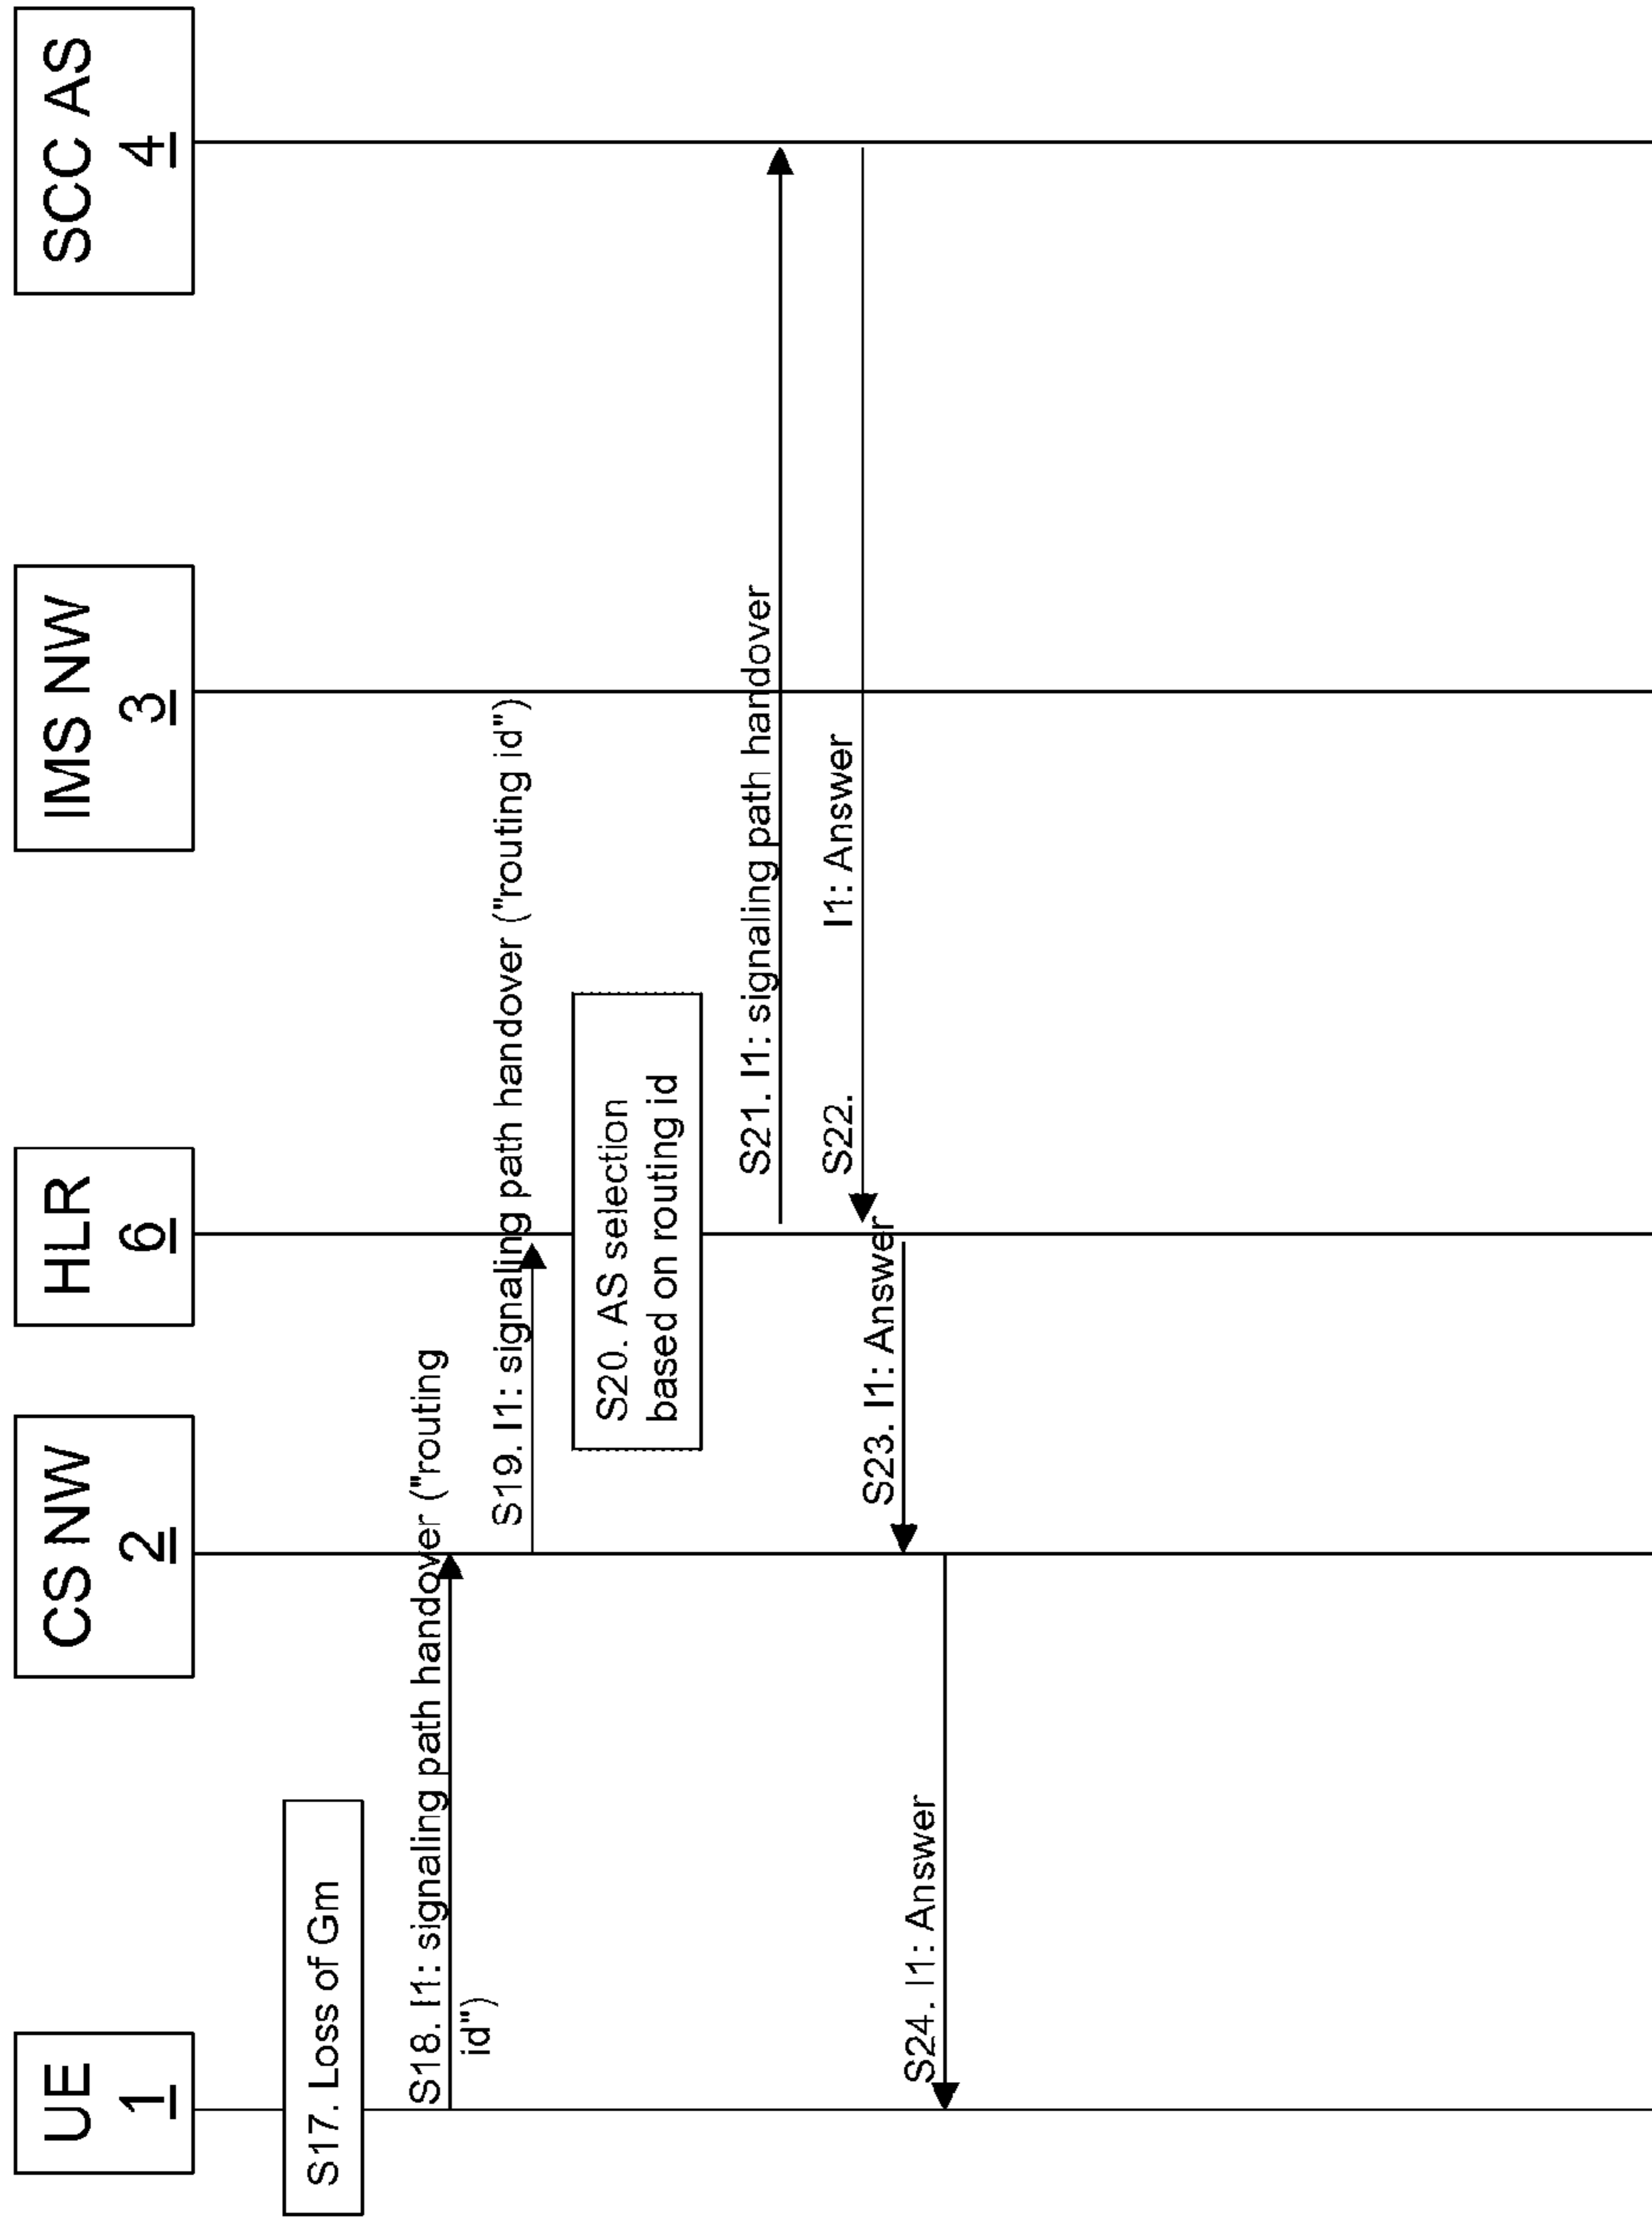 UE
1
CS NW
2
HLR
6
IMS NW
3
SCC AS
4
S17. Loss of Gm
S18. I1: signaling path handover ("routing
id")
S19. I1: signaling path handover ("routing id")
S20. AS selection
based on routing id
S21. I1: signaling path handover
S22. I1: Answer
S23. I1: Answer
S24. I1: Answer